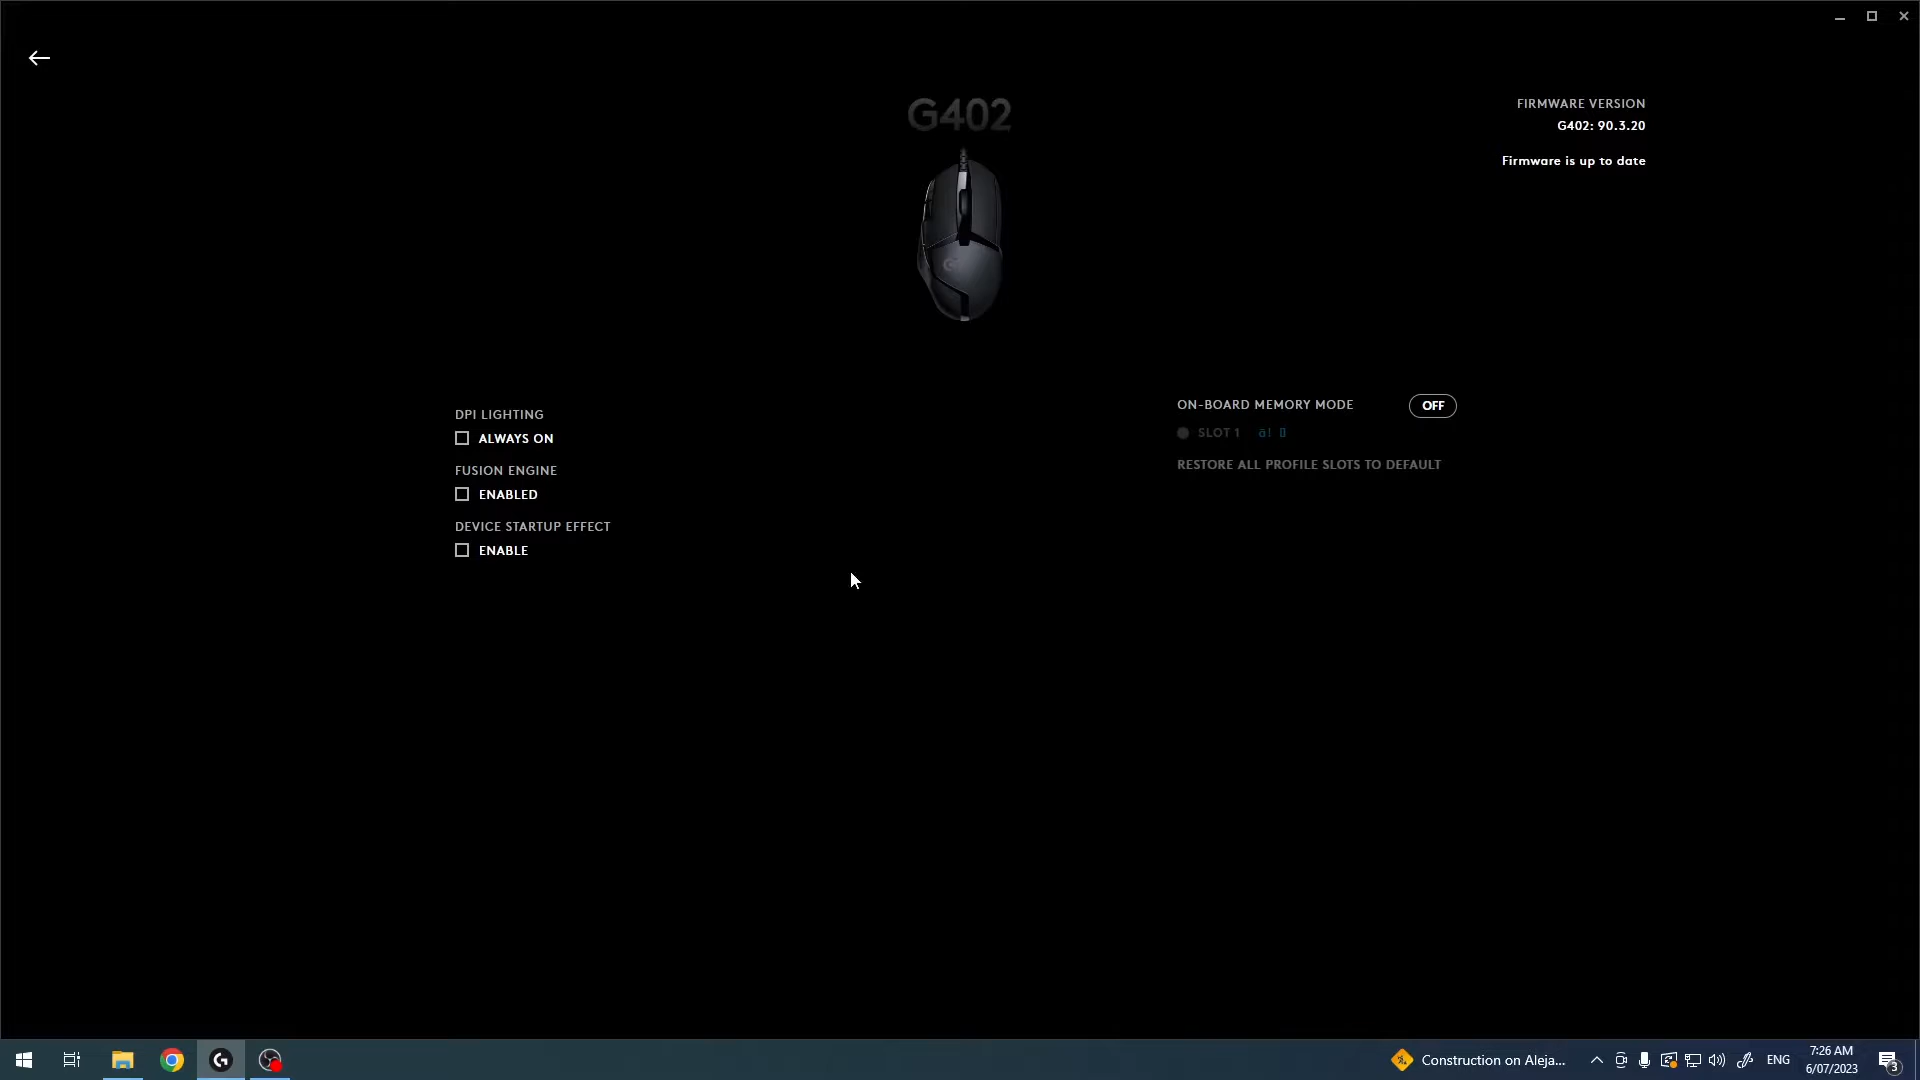 G402
FIRMWARE VERSION
G402: 90.3.20
Firmware is up to date
DPI LIGHTING
ALWAYS ON
FUSION ENGINE
ENABLED
DEVICE STARTUP EFFECT
ENABLE
ON-BOARD MEMORY MODE
OFF
SLOT 1
RESTORE ALL PROFILE SLOTS TO DEFAULT
Construction on Aleja...
ENG
7:26 AM
6/07/2023
3